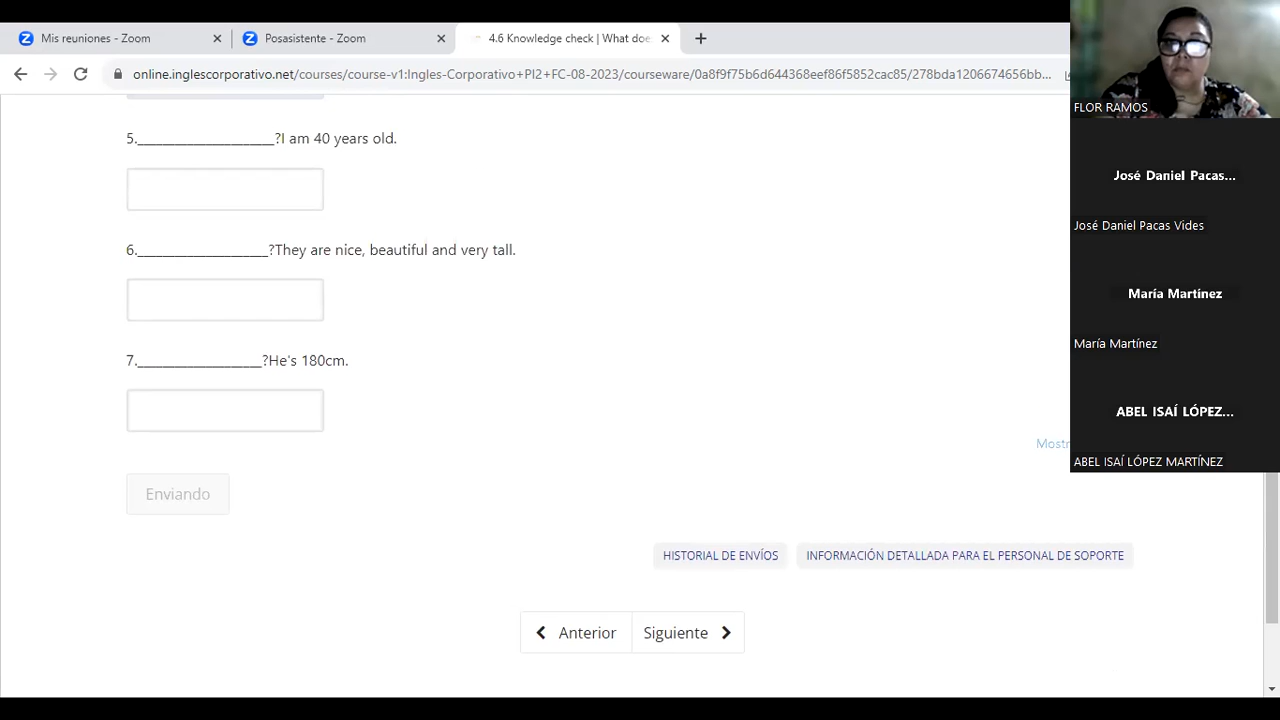 Mis reuniones - Zoom
Posasistente - Zoom
4.6 Knowledge check | What doe
online.inglescorporativo.net/courses/course-v1:Ingles-Corporativo+PI2+FC-08-2023/courseware/0a8f9f75b6d644368eef86f5852cac85/278bda1206674656bb...
FLOR RAMOS
5.____________________?I am 40 years old.
José Daniel Pacas...
José Daniel Pacas Vides
6.___________________?They are nice, beautiful and very tall.
María Martínez
María Martínez
7.__________________?He's 180cm.
ABEL ISAÍ LÓPEZ...
Mostr
ABEL ISAÍ LÓPEZ MARTÍNEZ
Enviando
HISTORIAL DE ENVÍOS
INFORMACIÓN DETALLADA PARA EL PERSONAL DE SOPORTE
Anterior
Siguiente